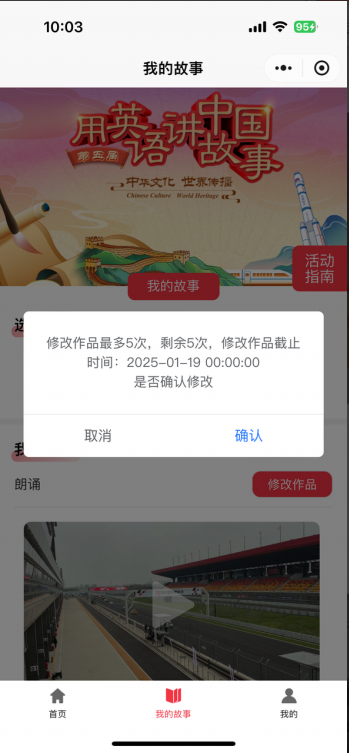 10:03
95
我的故事
用英语讲中国故事
第五届
中华文化 世界传播
Chinese Culture World Heritage
活动
指南
我的故事
修改作品最多5次，剩余5次，修改作品截止
时间：2025-01-19 00:00:00
是否确认修改
取消
确认
我
朗诵
修改作品
首页
我的故事
我的